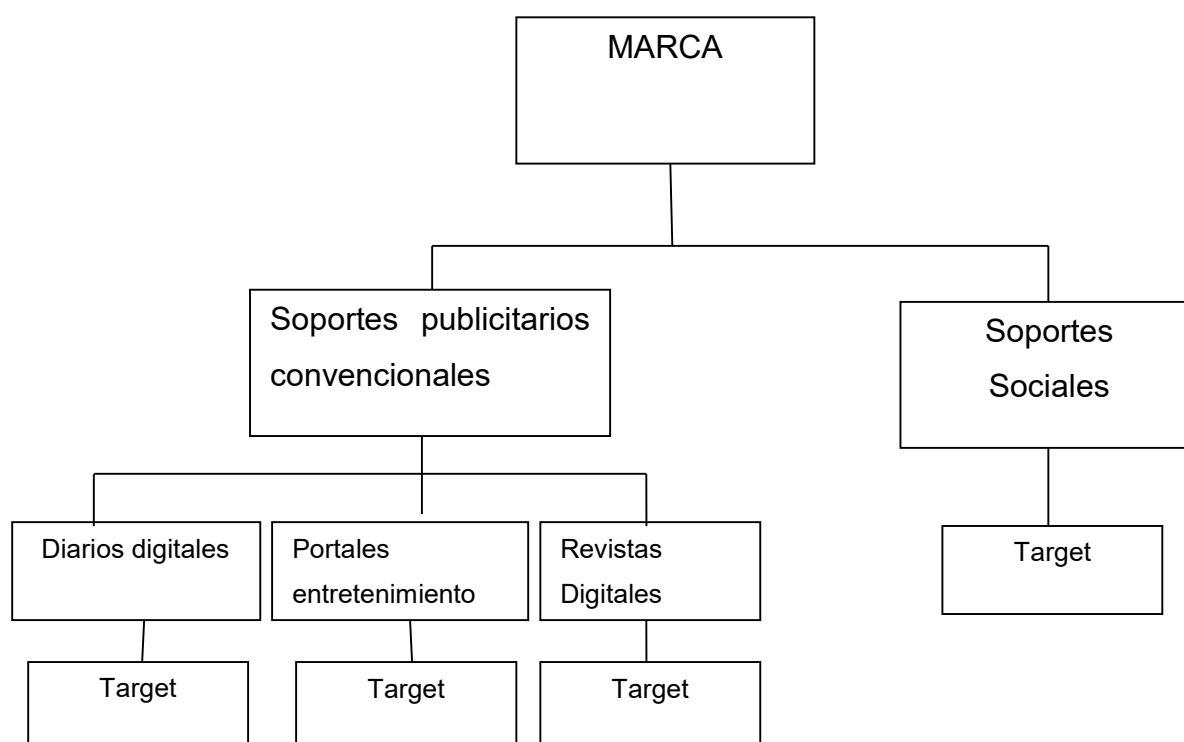 MARCA
Soportes publicitarios
convencionales
Soportes
Sociales
Diarios digitales
Portales
entretenimiento
Revistas
Digitales
Target
Target
Target
Target